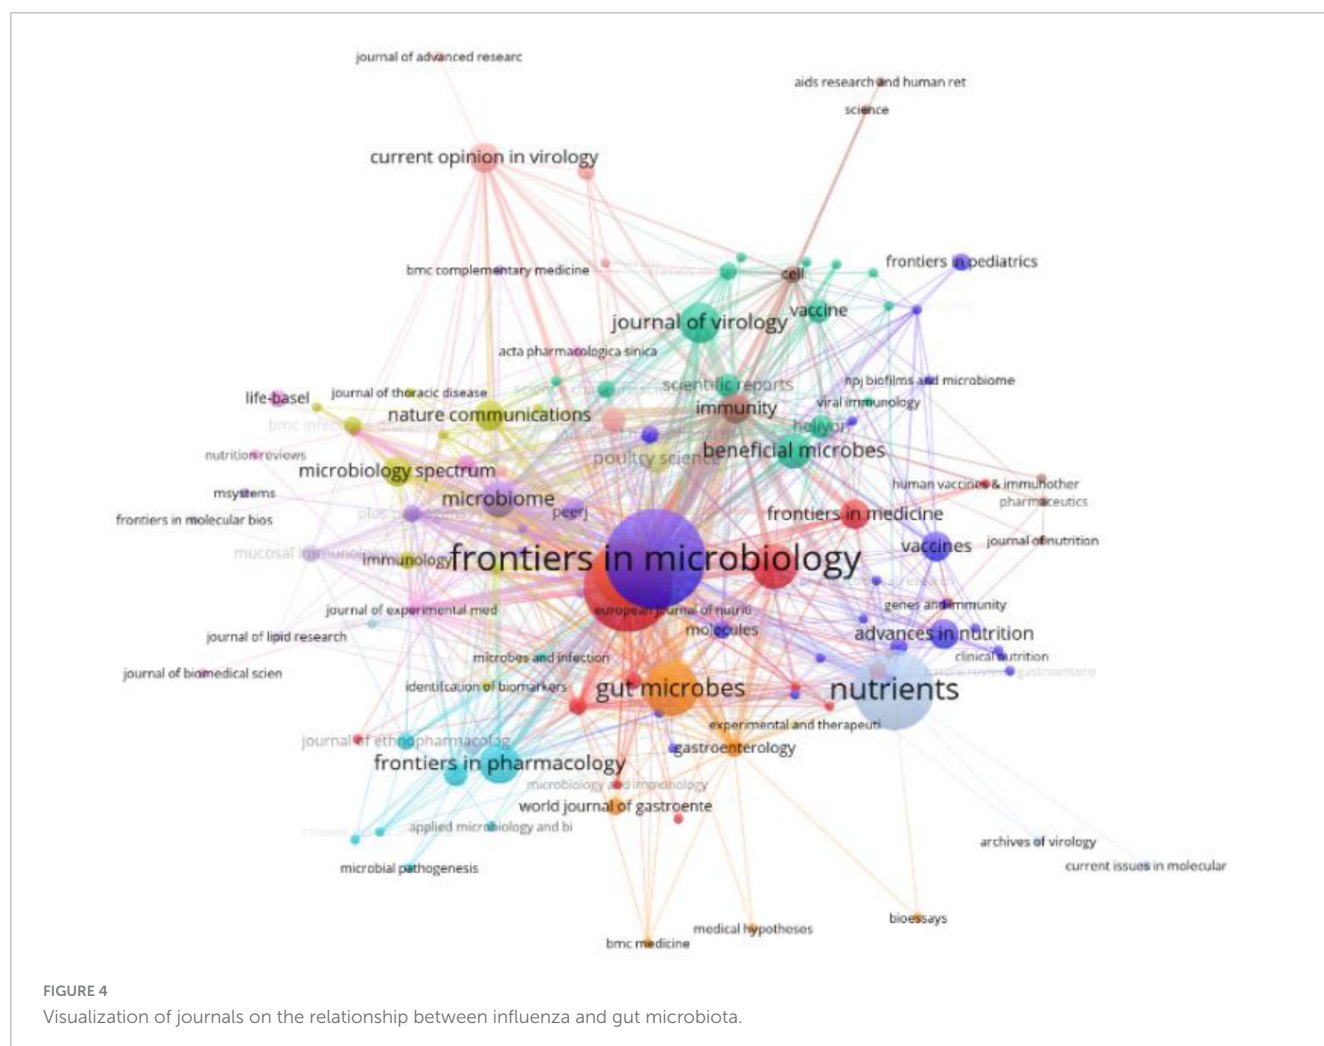 journal of advanced researc
aids research and human ret
science
current opinion in virology
frontiers in pediatrics
bmc complementary medicine
cell
vaccine
journal of virology
acta pharmacologica sinica
npj biofilms and microbiome
scientific reports
journal of thoracic disease
life-basel
viral immunology
immunity
nature communications
heliyon
beneficial microbes
nutrition reviews
poultry science
microbiology spectrum
human vaccines & immunother
msystems
microbiome
pharmaceutics
peerj
frontiers in medicine
frontiers in molecular bios
journal of nutrition
vaccines
mucosal immunology
immunology
frontiers in microbiology
genes and immunity
journal of experimental med
european journal of nutriti
molecules
advances in nutrition
journal of lipid research
clinical nutrition
microbes and infection
journal of biomedical scien
identifcation of biomarkers
gut microbes
nutrients
experimental and therapeuti
journal of ethnopharmacolog
gastroenterology
frontiers in pharmacology
microbiology and immunology
world journal of gastroente
applied microbiology and bi
archives of virology
microbial pathogenesis
current issues in molecular
bioessays
medical hypotheses
bmc medicine
FIGURE 4
Visualization of journals on the relationship between influenza and gut microbiota.